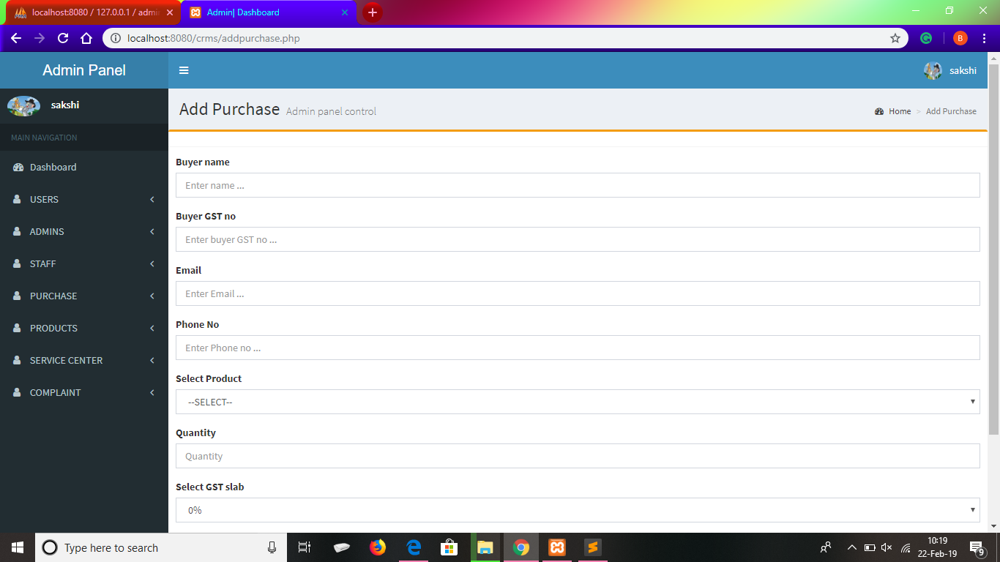 localhost:8080 / 127.0.0.1 / admi
Admin| Dashboard
localhost:8080/crms/addpurchase.php
B
Admin Panel
sakshi
sakshi
Add Purchase Admin panel control
Home > Add Purchase
MAIN NAVIGATION
Dashboard
USERS
ADMINS
STAFF
PURCHASE
PRODUCTS
SERVICE CENTER
COMPLAINT
Buyer name
Enter name ...
Buyer GST no
Enter buyer GST no ...
Email
Enter Email ...
Phone No
Enter Phone no ...
Select Product
--SELECT--
Quantity
Quantity
Select GST slab
0%
Type here to search
10:19
22-Feb-19
9